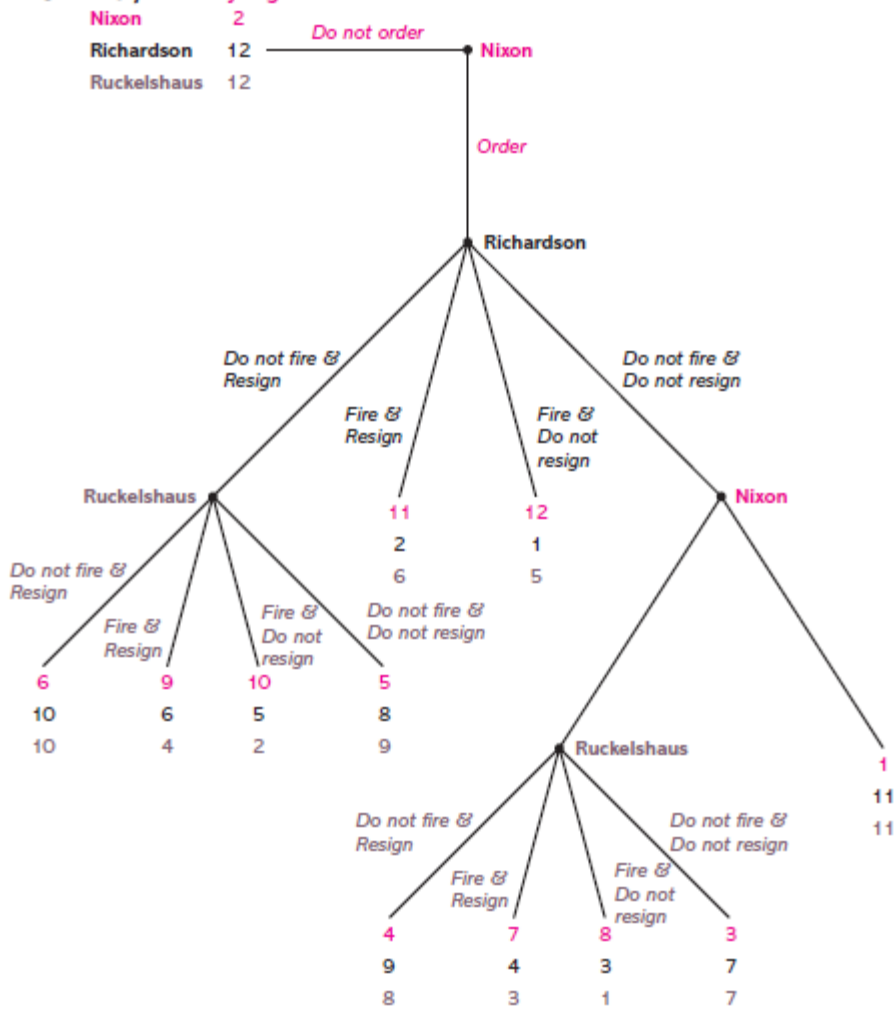 Nixon 2
Do not order
Richardson 12
Nixon
Ruckelshaus 12
Order
Richardson
Do not fire &
Resign
Do not fire &
Do not resign
Fire &
Resign
Fire &
Do not
resign
Ruckelshaus
Nixon
11
2
6
12
1
5
Do not fire &
Resign
Fire &
Resign
Fire &
Do not
resign
Do not fire &
Do not resign
6 9 10 5
10 6 5 8
10 4 2 9
Ruckelshaus
1
11
11
Do not fire &
Resign
Fire &
Resign
Fire &
Do not
resign
Do not fire &
Do not resign
4 7 8 3
9 4 3 7
8 3 1 7